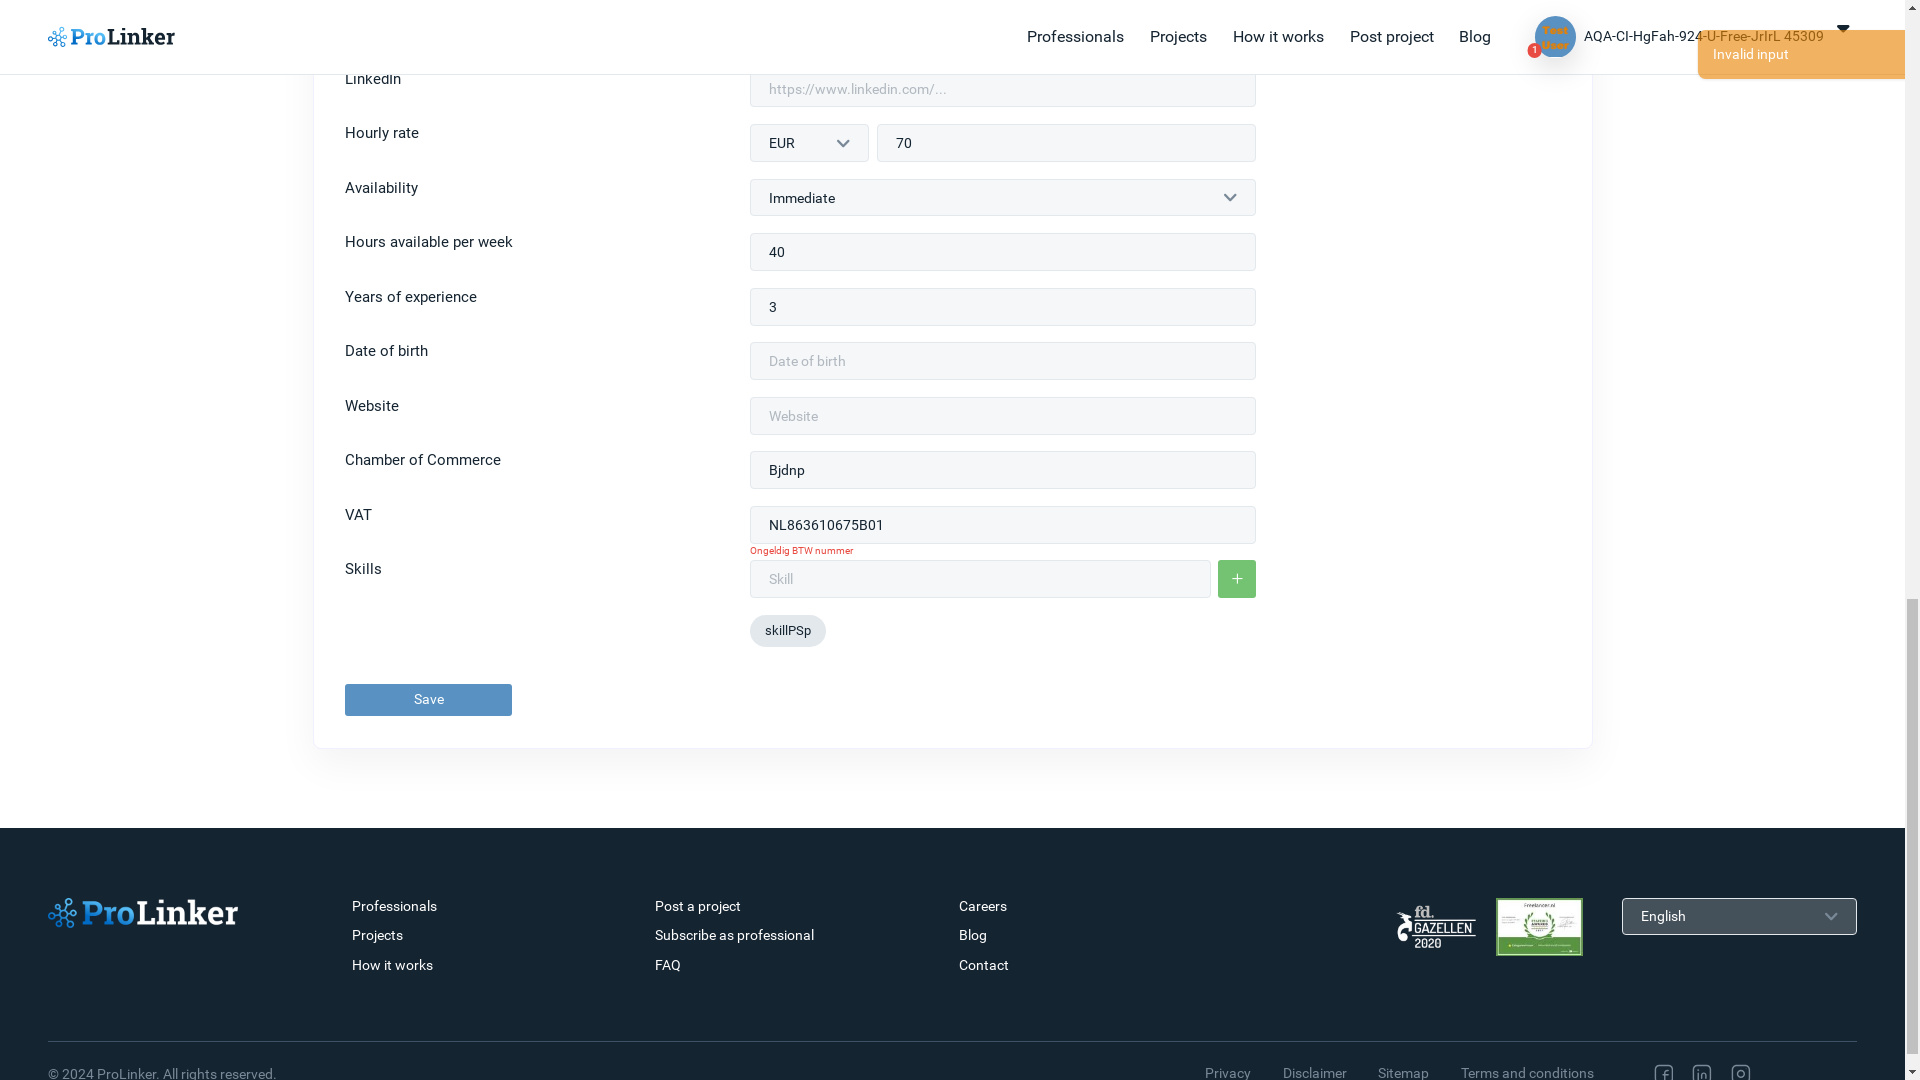 ProLinker
Professionals
Projects
How it works
Post project
Blog
Test
User
1
AQA-CI-HgFah-924-U-Free-JrIrL 45309
Invalid input
LinkedIn
https://www.linkedin.com/...
Hourly rate
EUR
70
Availability
Immediate
Hours available per week
40
Years of experience
3
Date of birth
Date of birth
Website
Website
Chamber of Commerce
Bjdnp
VAT
NL863610675B01
Ongeldig BTW nummer
Skills
Skill
+
skillPSp
Save
ProLinker
Professionals
Projects
How it works
Post a project
Subscribe as professional
FAQ
Careers
Blog
Contact
fd.
GAZELLEN
2020
Freelancer.nl
English
© 2024 ProLinker. All rights reserved.
Privacy
Disclaimer
Sitemap
Terms and conditions